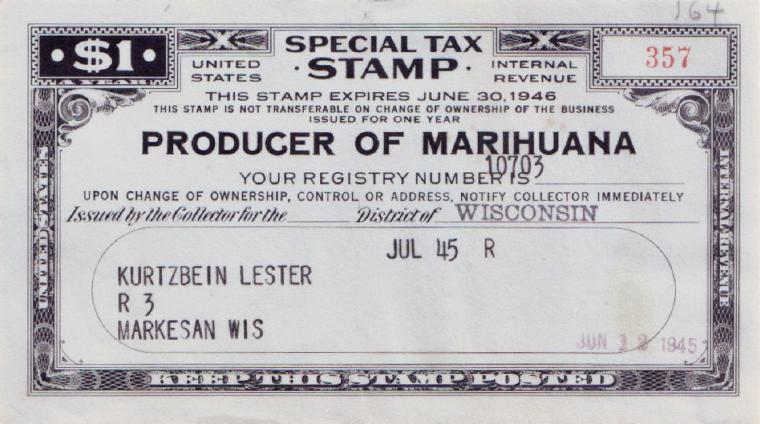 164
$1
A YEAR
UNITED STATES
SPECIAL TAX
STAMP
INTERNAL REVENUE
357
THIS STAMP EXPIRES JUNE 30, 1946
THIS STAMP IS NOT TRANSFERABLE ON CHANGE OF OWNERSHIP OF THE BUSINESS
ISSUED FOR ONE YEAR
PRODUCER OF MARIHUANA
YOUR REGISTRY NUMBER IS 10703
UPON CHANGE OF OWNERSHIP, CONTROL OR ADDRESS, NOTIFY COLLECTOR IMMEDIATELY
Issued by the Collector for the District of WISCONSIN
JUL 45 R
KURTZBEIN LESTER
R 3
MARKESAN WIS
JUN 1945
UNITED STATES
INTERNAL REVENUE
KEEP THIS STAMP POSTED